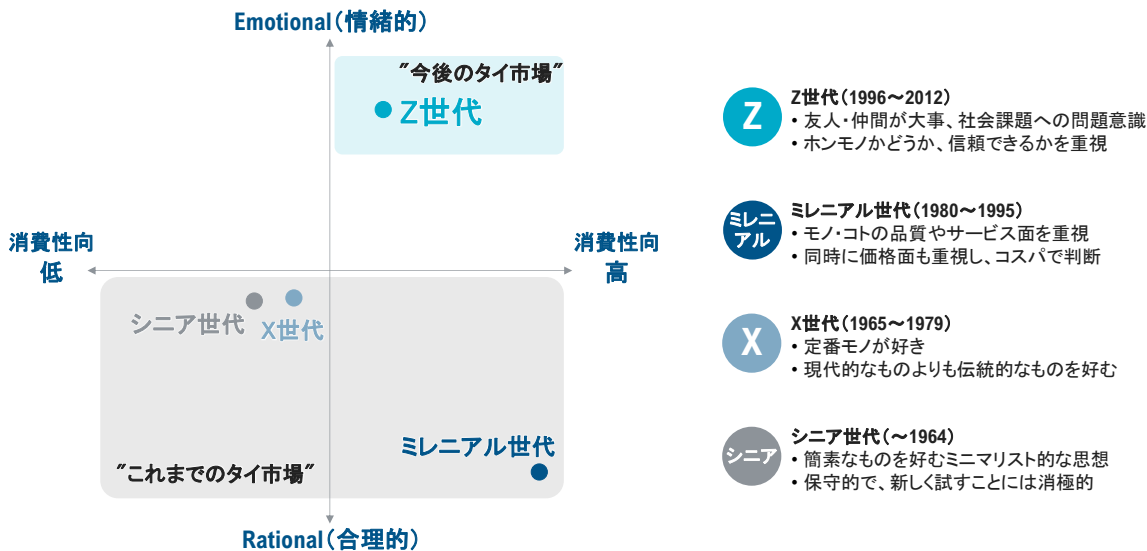 Emotional（情緒的）
"今後のタイ市場"
Z世代
消費性向
低
消費性向
高
シニア世代
X世代
ミレニアル世代
"これまでのタイ市場"
Rational（合理的）
Z
Z世代（1996～2012）
• 友人・仲間が大事、社会課題への問題意識
• ホンモノかどうか、信頼できるかを重視
ミレニ
アル
ミレニアル世代（1980～1995）
• モノ・コトの品質やサービス面を重視
• 同時に価格面も重視し、コスパで判断
X
X世代（1965～1979）
• 定番モノが好き
• 現代的なものよりも伝統的なものを好む
シニア
シニア世代（～1964）
• 簡素なものを好むミニマリスト的な思想
• 保守的で、新しく試すことには消極的